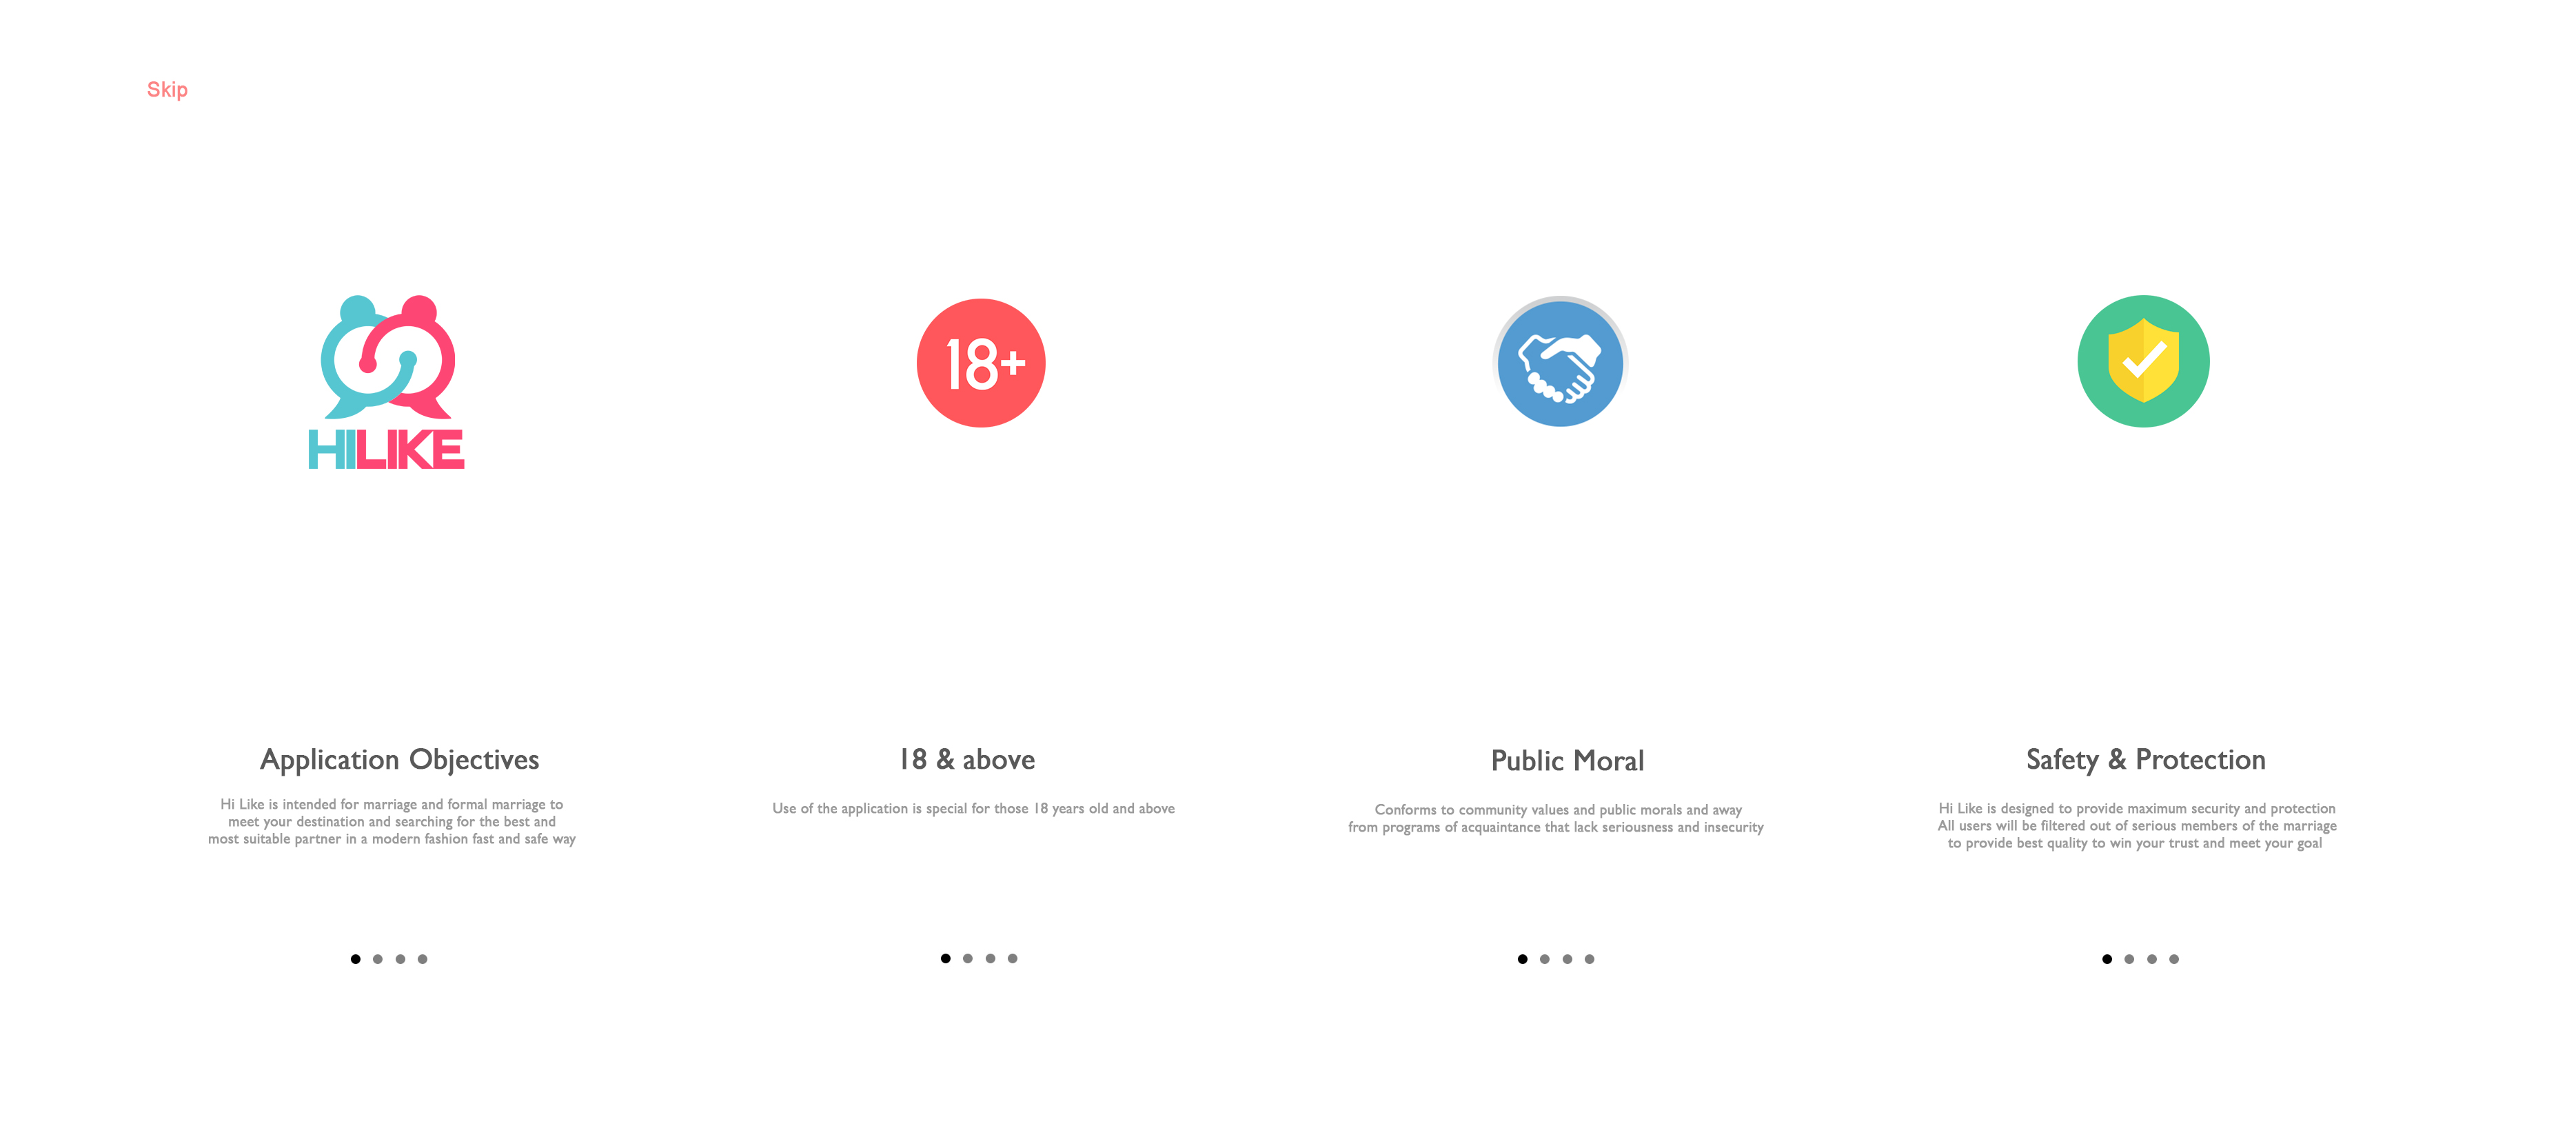 Skip
HILIKE
Application Objectives
Hi Like is intended for marriage and formal marriage to
meet your destination and searching for the best and
most suitable partner in a modern fashion fast and safe way
18+
18 & above
Use of the application is special for those 18 years old and above
Public Moral
Conforms to community values and public morals and away
from programs of acquaintance that lack seriousness and insecurity
Safety & Protection
Hi Like is designed to provide maximum security and protection
All users will be filtered out of serious members of the marriage
to provide best quality to win your trust and meet your goal